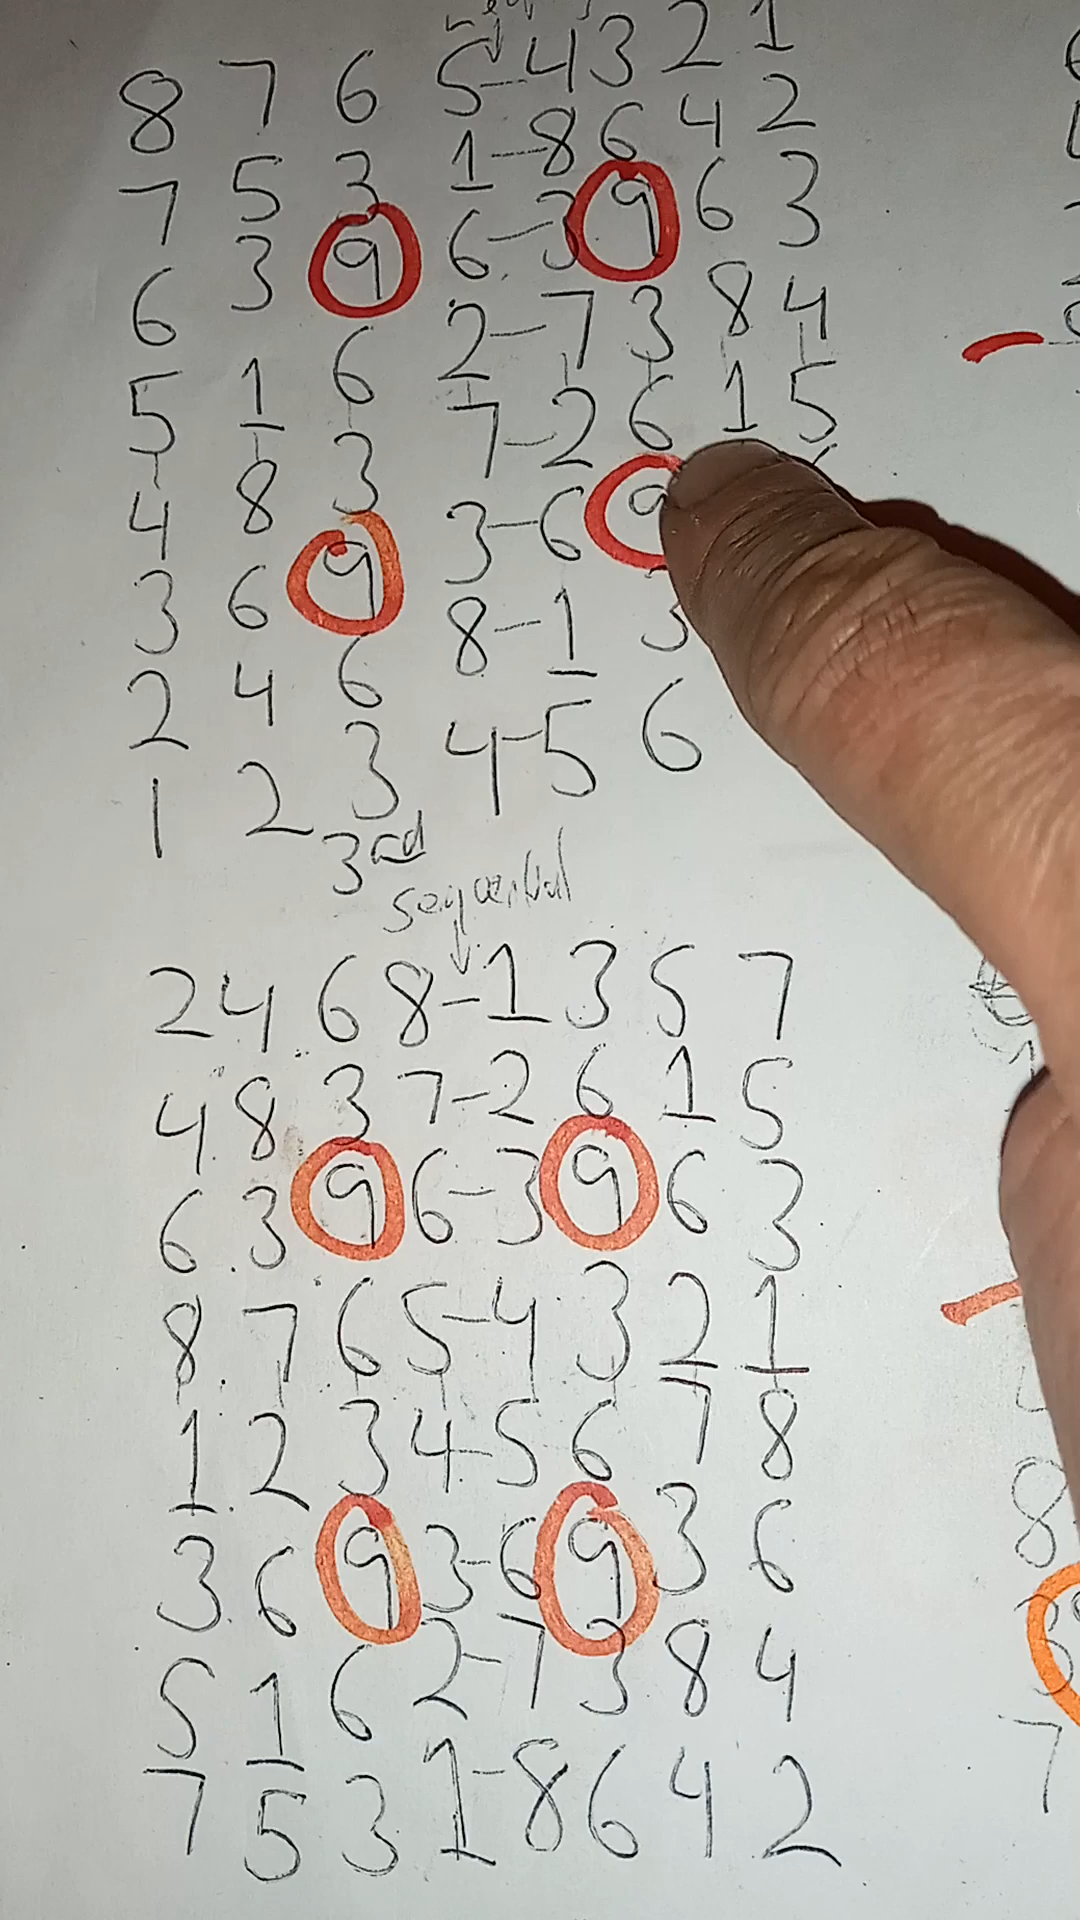 8 7 6 5-4 3 2 1
7 5 3 1-8 6 4 2
6 3 9 6-3 9 6 3
5 1 6 2-7 3 8 4
4 8 3 7-2 6 1 5
3 6 9 3-6 9
2 4 6 8-1 3
1 2 3 4-5 6
3rd
sequential
2 4 6 8-1 3 5 7
4 8 3 7-2 6 1 5
6 3 9 6-3 9 6 3
8 7 6 5-4 3 2 1
1 2 3 4-5 6 7 8
3 6 9 3-6 9 3 6
5 1 6 2-7 3 8 4
7 5 3 1-8 6 4 2
8
7